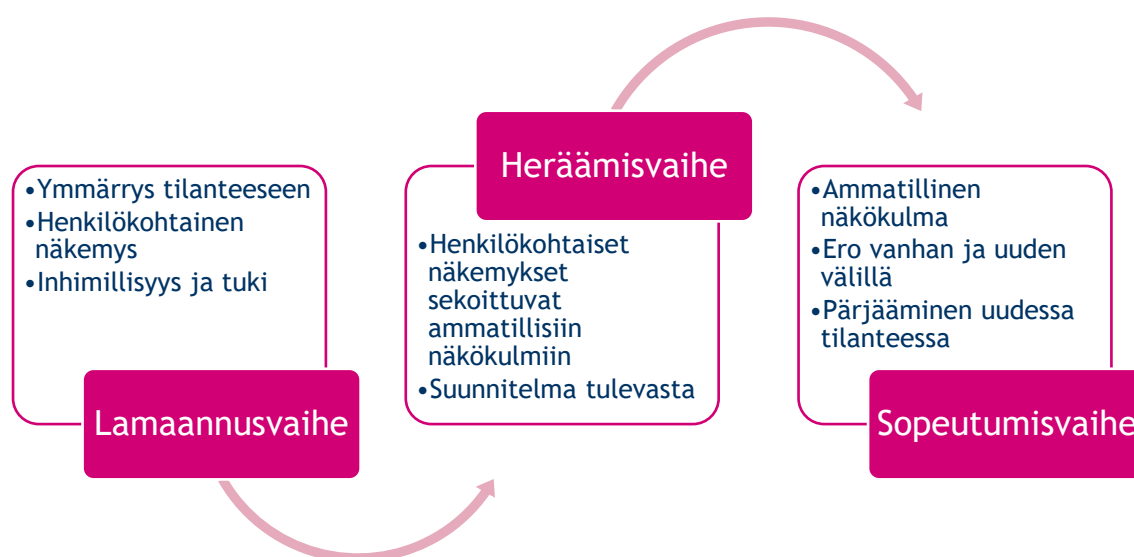 •Ymmärrys tilanteeseen
•Henkilökohtainen
näkemys
•Inhimillisyys ja tuki
Lamaannusvaihe
Heräämisvaihe
•Henkilökohtaiset
näkemykset
sekoittuvat
ammatillisiin
näkökulmiin
•Suunnitelma tulevasta
•Ammatillinen
näkökulma
•Ero vanhan ja uuden
välillä
•Pärjääminen uudessa
tilanteessa
Sopeutumisvaihe